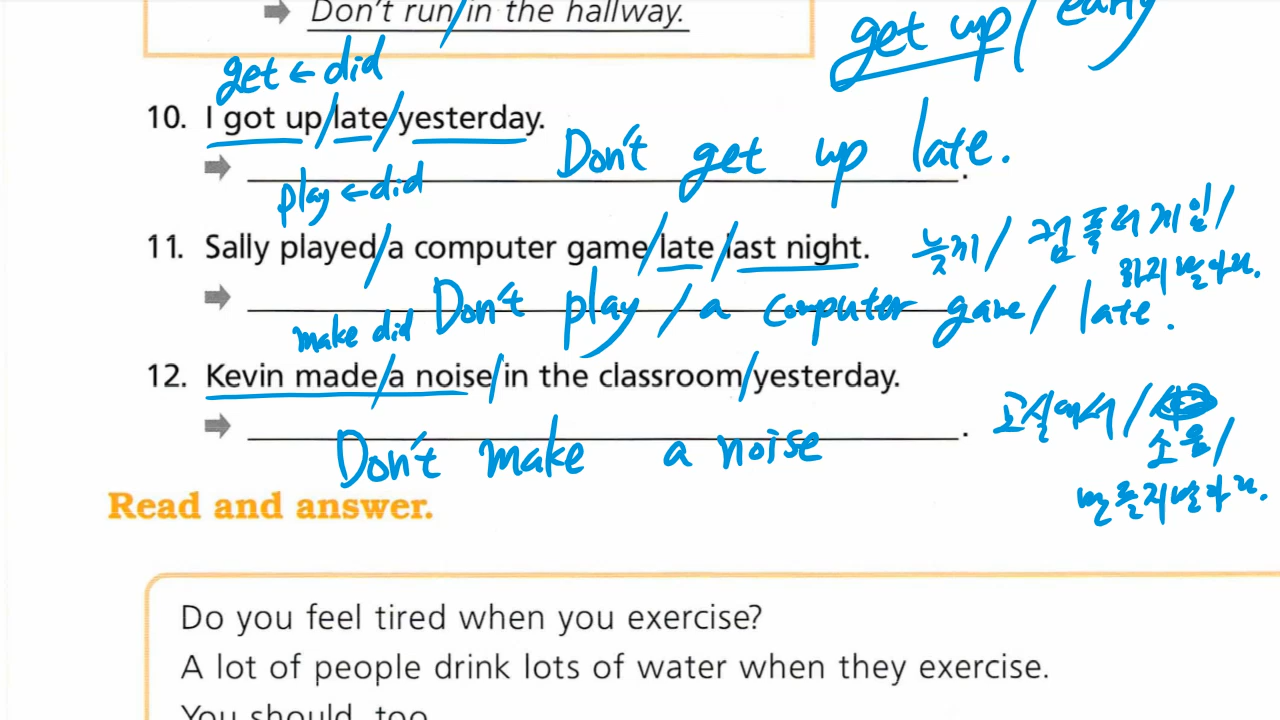 Don't run/in the hallway.
get up/early
get ← did
10. I got up/late/yesterday.
Don't get up late.
play ← did
11. Sally played/a computer game/late/last night.
늦게/컴퓨터게임/
하지말아라.
Don't play/a computer game/late.
make did
12. Kevin made/a noise/in the classroom/yesterday.
교실에서/
소음/
만들지말아라.
Don't make a noise
Read and answer.
Do you feel tired when you exercise?
A lot of people drink lots of water when they exercise.
You should, too.